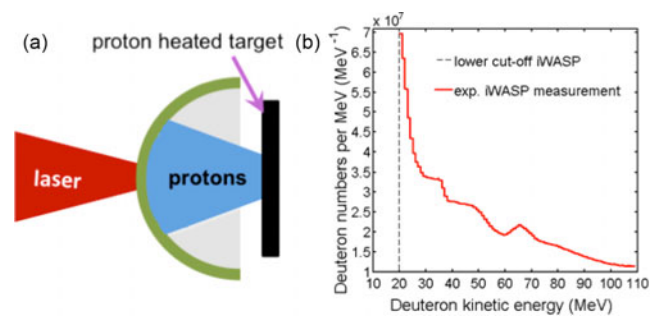 (a)
proton heated target
laser
protons
(b)
x 10⁷
Deuteron numbers per MeV (MeV⁻¹)
7
6.5
6
5.5
5
4.5
4
3.5
3
2.5
2
1.5
1
lower cut-off iWASP
exp. iWASP measurement
10 20 30 40 50 60 70 80 90 100 110
Deuteron kinetic energy (MeV)